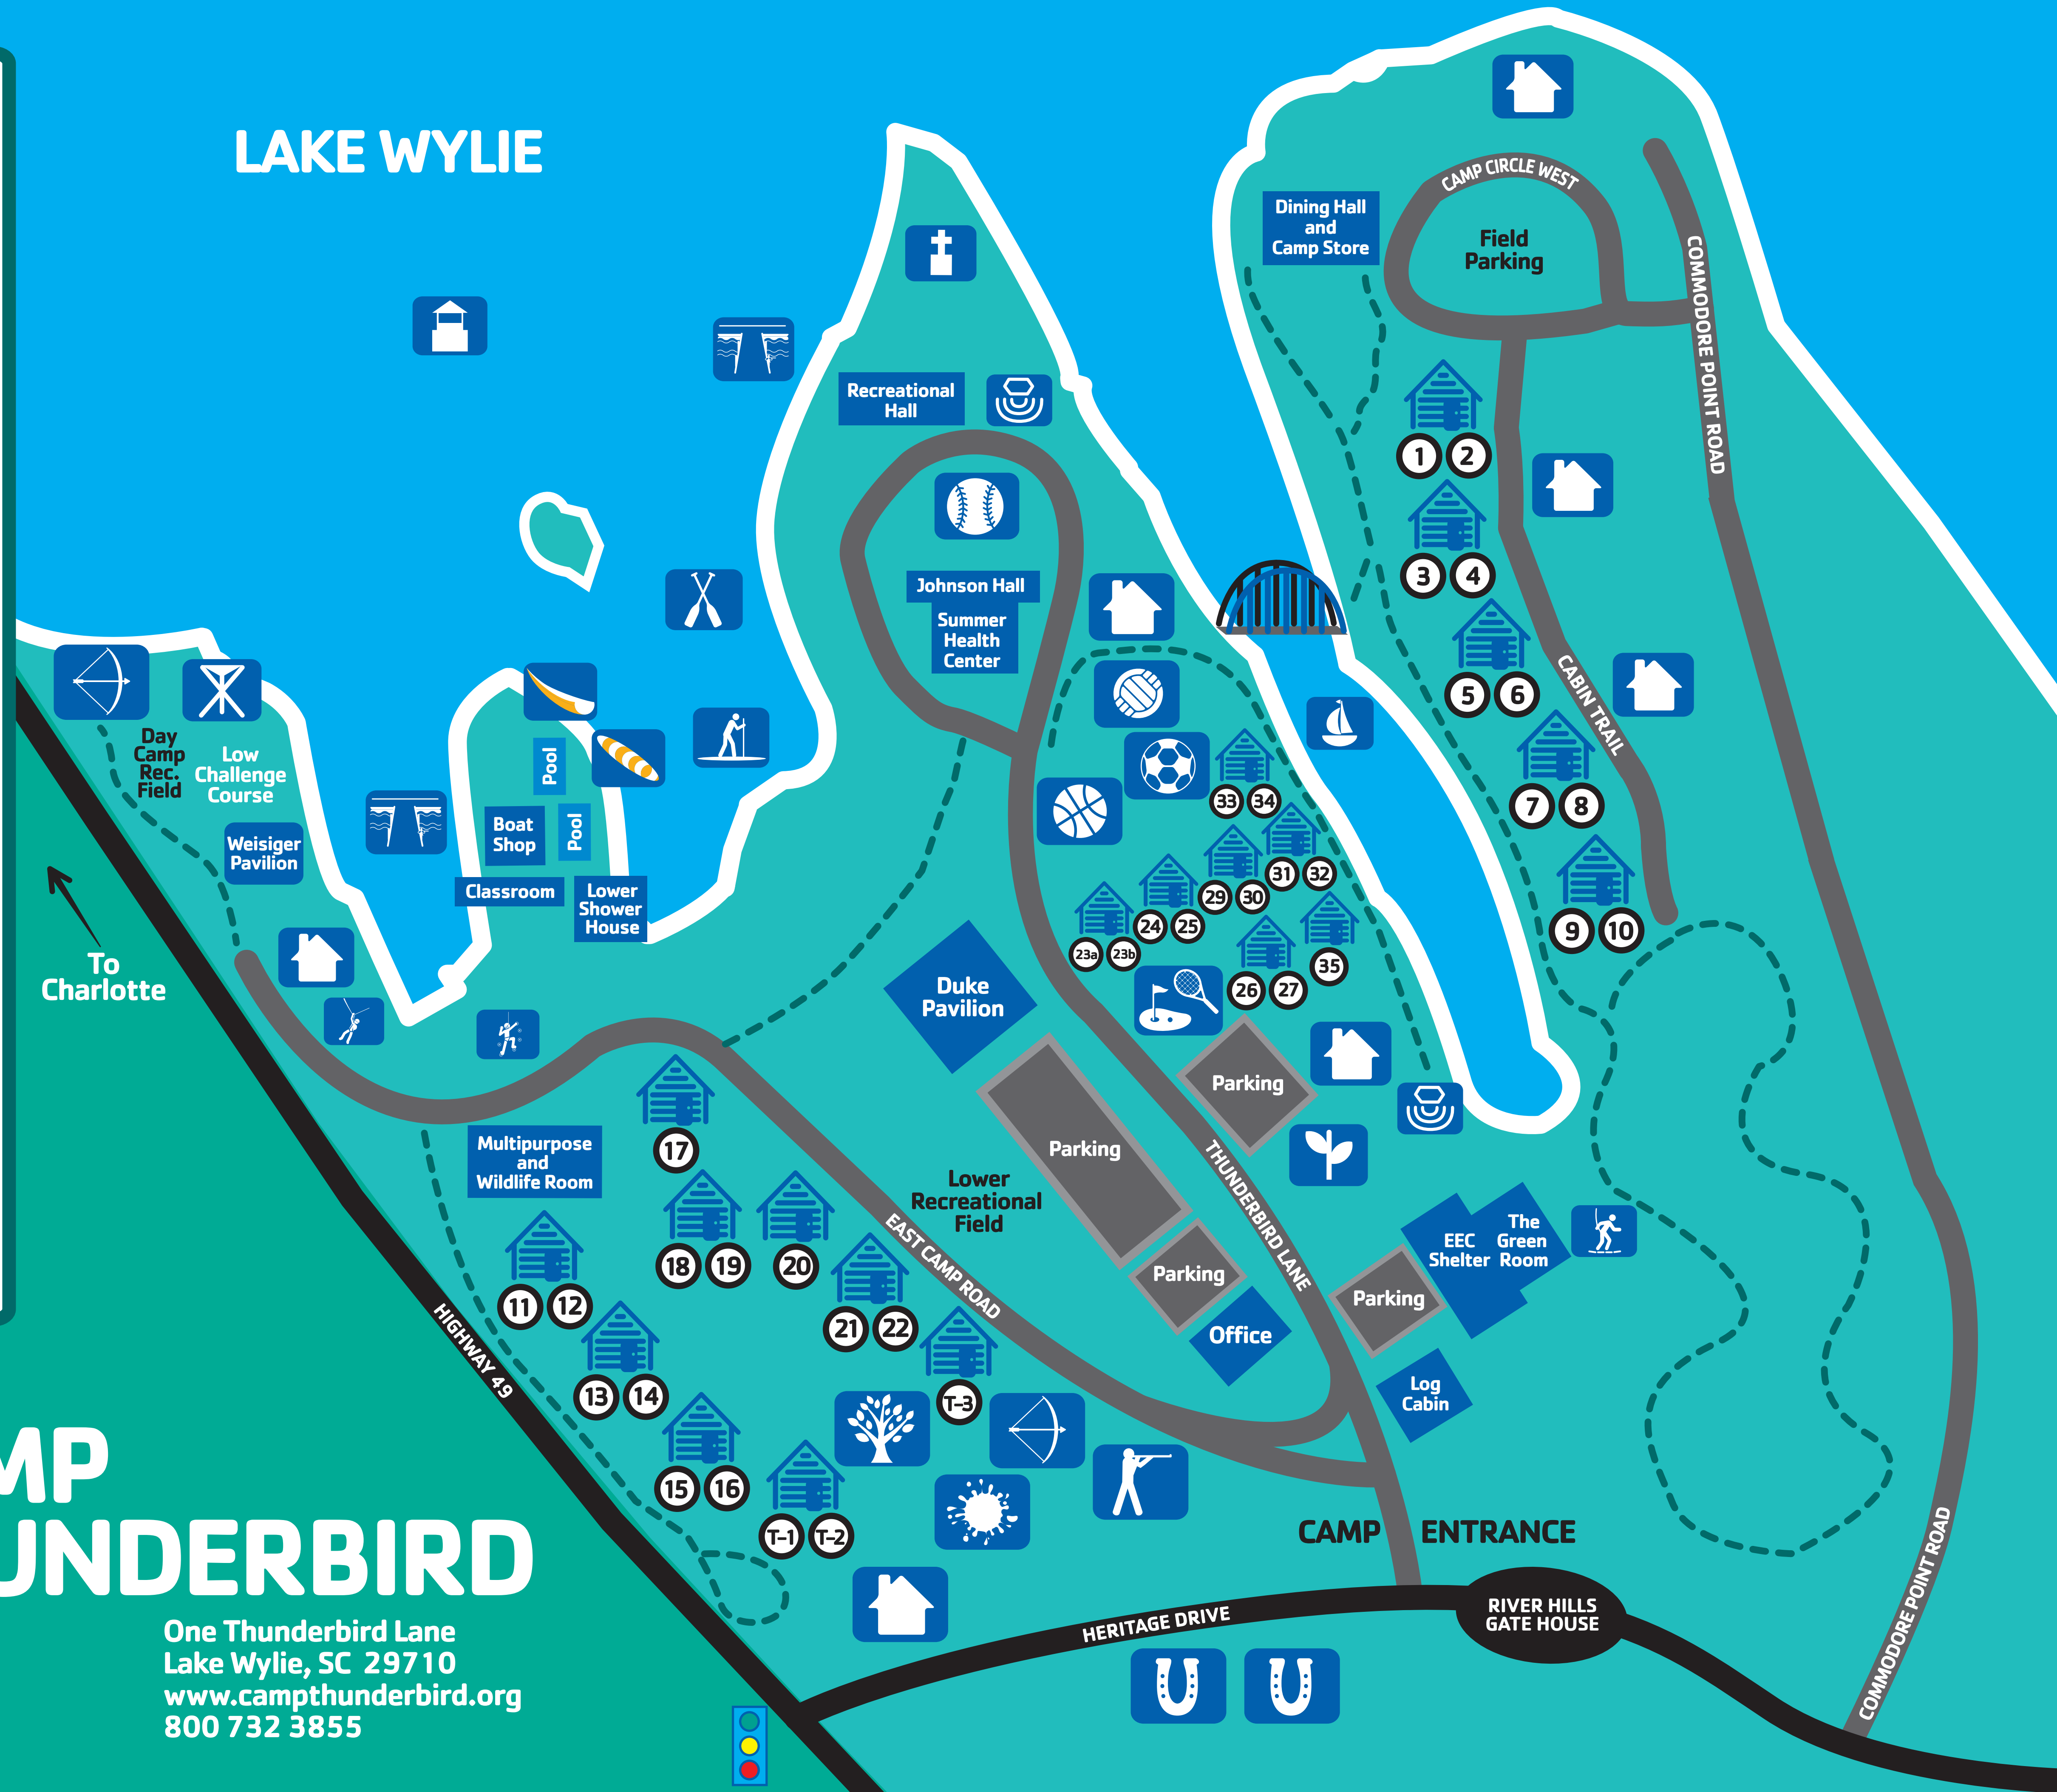 LAKE WYLIE
CAMP CIRCLE WEST
Dining Hall
and
Camp Store
Field
Parking
COMMODORE POINT ROAD
Recreational
Hall
1 2
3 4
Johnson Hall
Summer
Health
Center
5 6
CABIN TRAIL
Day
Camp
Rec.
Field
Low
Challenge
Course
Pool
Pool
Boat
Shop
Weisiger
Pavilion
Classroom
Lower
Shower
House
7 8
33 34
31 32
29 30
24 25
23a 23b
26 27
35
9 10
To
Charlotte
Duke
Pavilion
Parking
Parking
17
Multipurpose
and
Wildlife Room
Lower
Recreational
Field
THUNDERBIRD LANE
EAST CAMP ROAD
18 19
20
11 12
21 22
The
EEC Green
Shelter Room
Parking
Parking
Office
HIGHWAY 49
13 14
T-3
Log
Cabin
15 16
T-1 T-2
CAMP ENTRANCE
MP
UNDERBIRD
One Thunderbird Lane
Lake Wylie, SC 29710
www.campthunderbird.org
800 732 3855
HERITAGE DRIVE
RIVER HILLS
GATE HOUSE
COMMODORE POINT ROAD